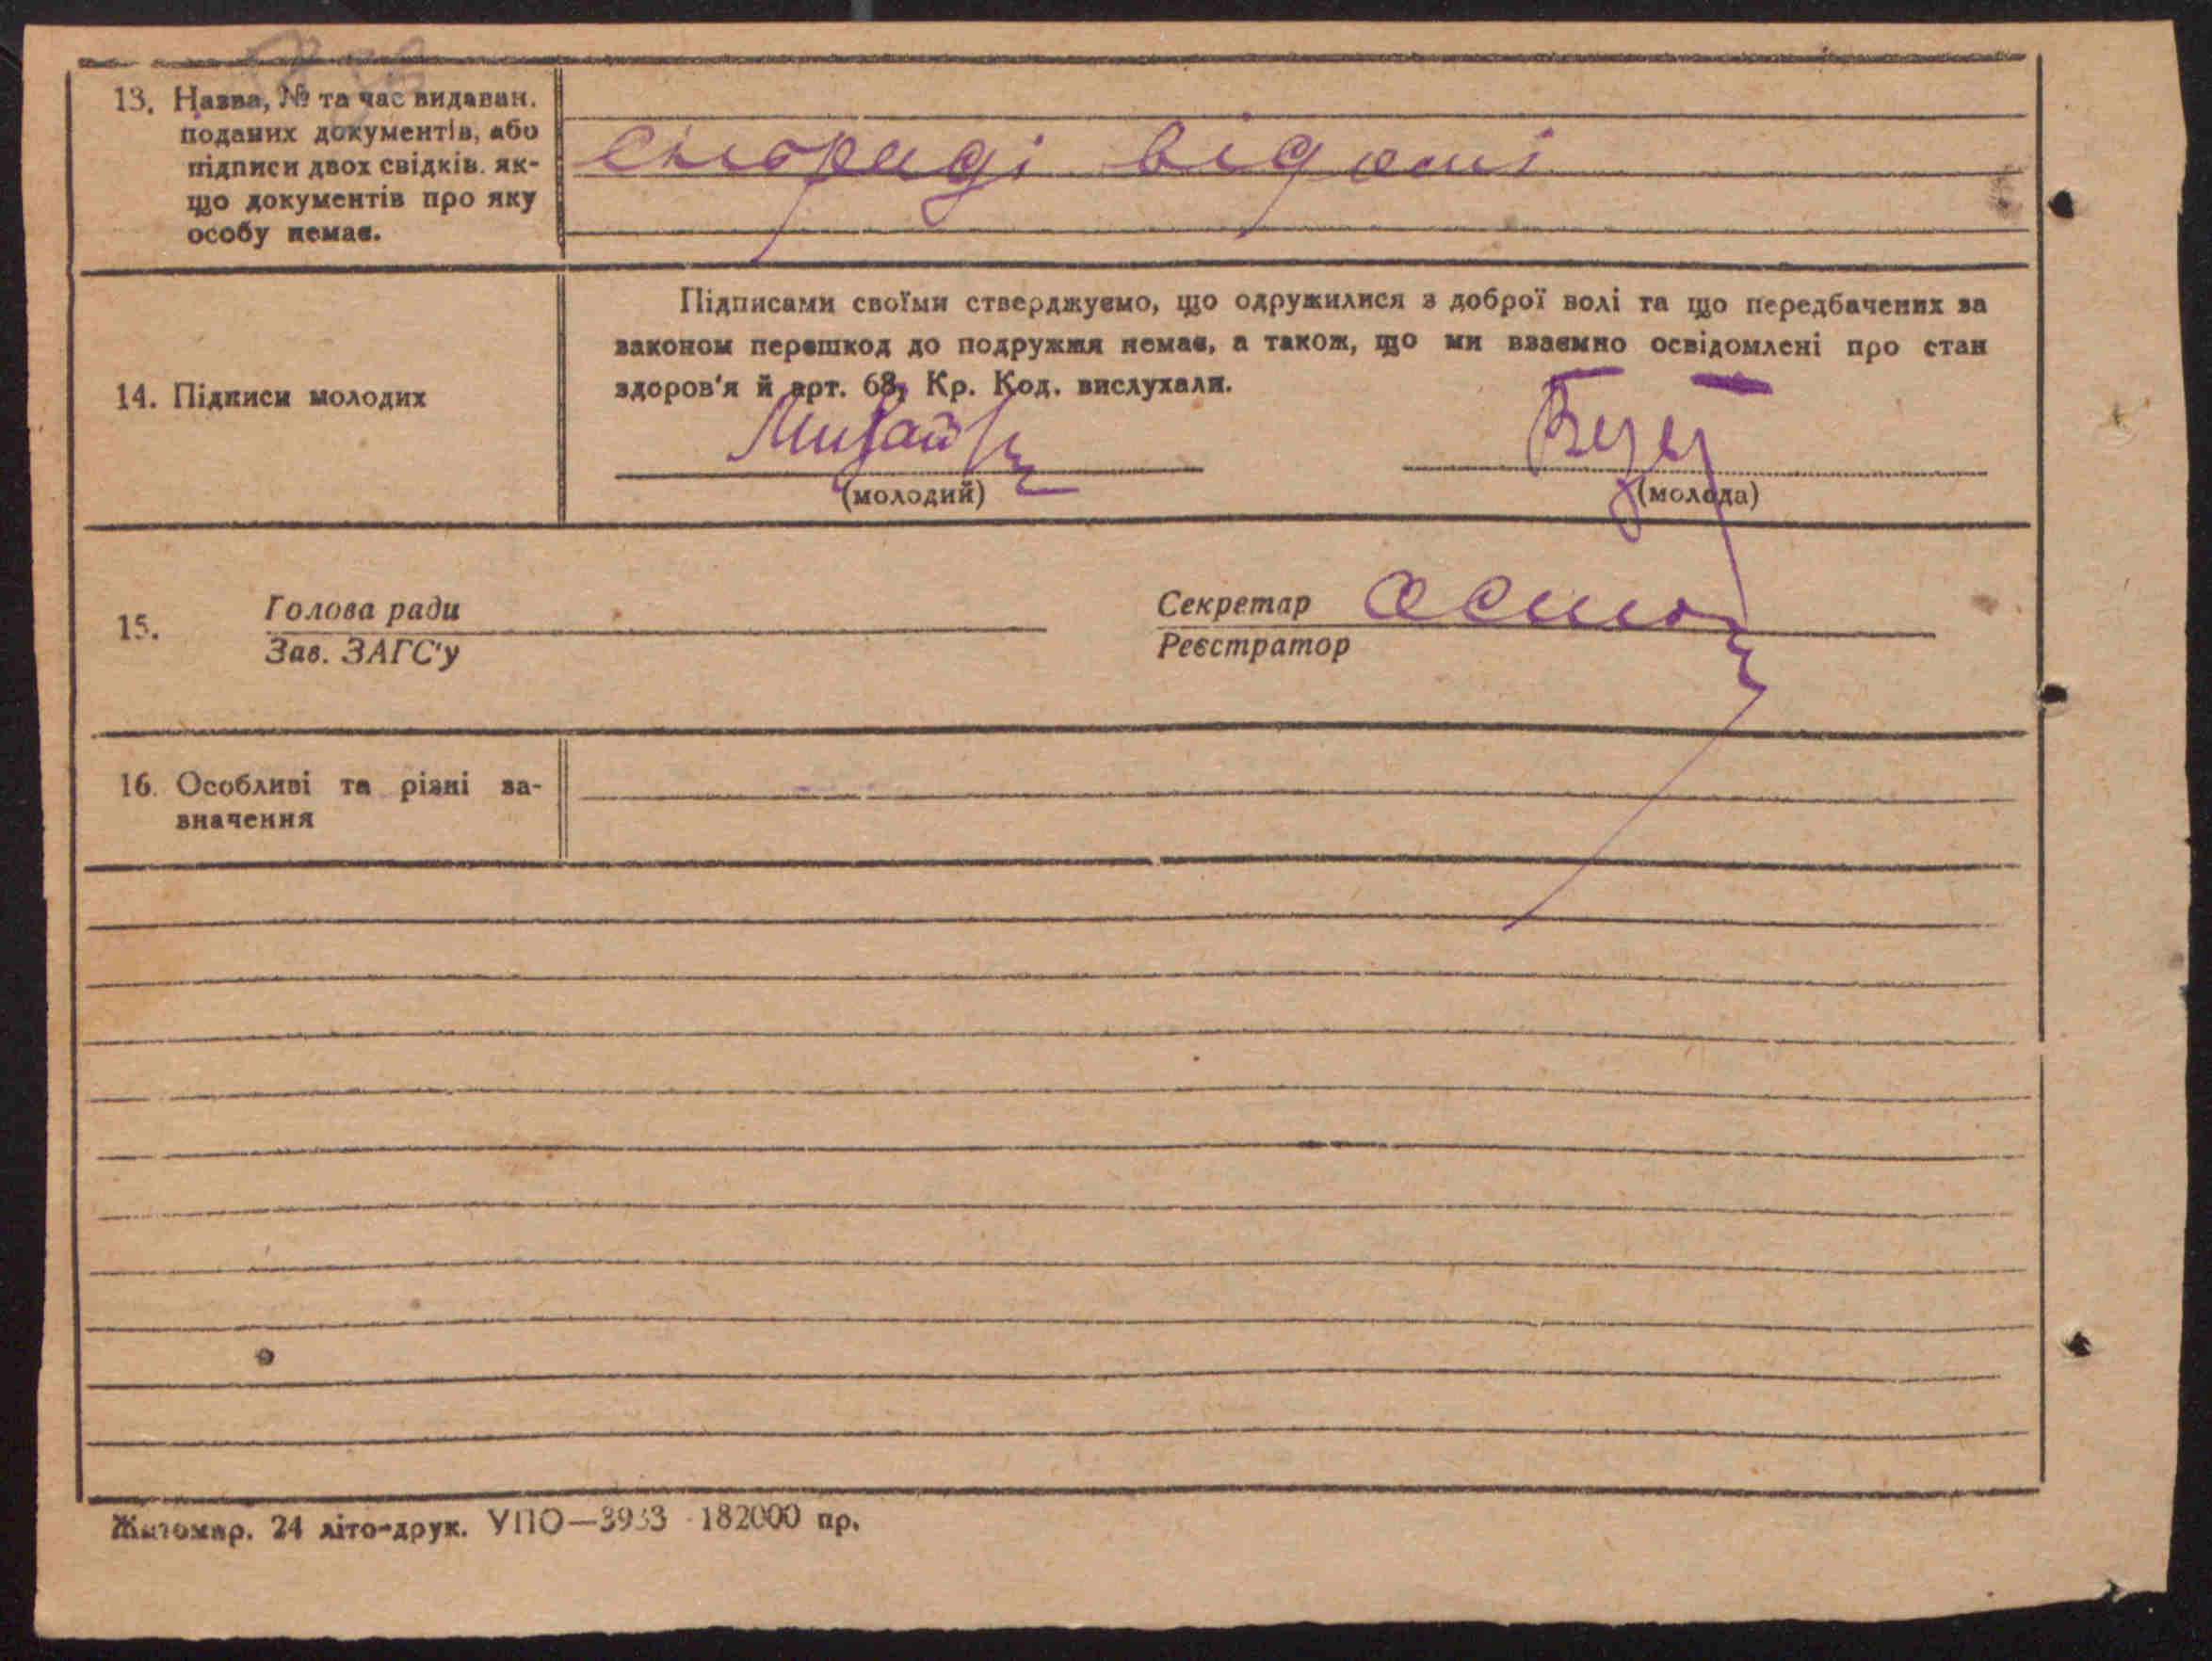 13. Назва, № та час видаван.
поданих документів, або
підписи двох свідків. як-
що документів про яку
особу немає.
сільраді відомі
14. Підписи молодих
Підписами своїми стверджуємо, що одружилися з доброї волі та що передбачених за
законом перешкод до подружжя немає, а також, що ми взаємно освідомлені про стан
здоров'я й арт. 68, Кр. Код. вислухали.
(молодий)
(молода)
15.
Голова ради
Зав. ЗАГС'у
Секретар
Реєстратор
16. Особливі та різні за-
значення
Житомир. 24 літо-друк. УПО—3933 182000 пр.